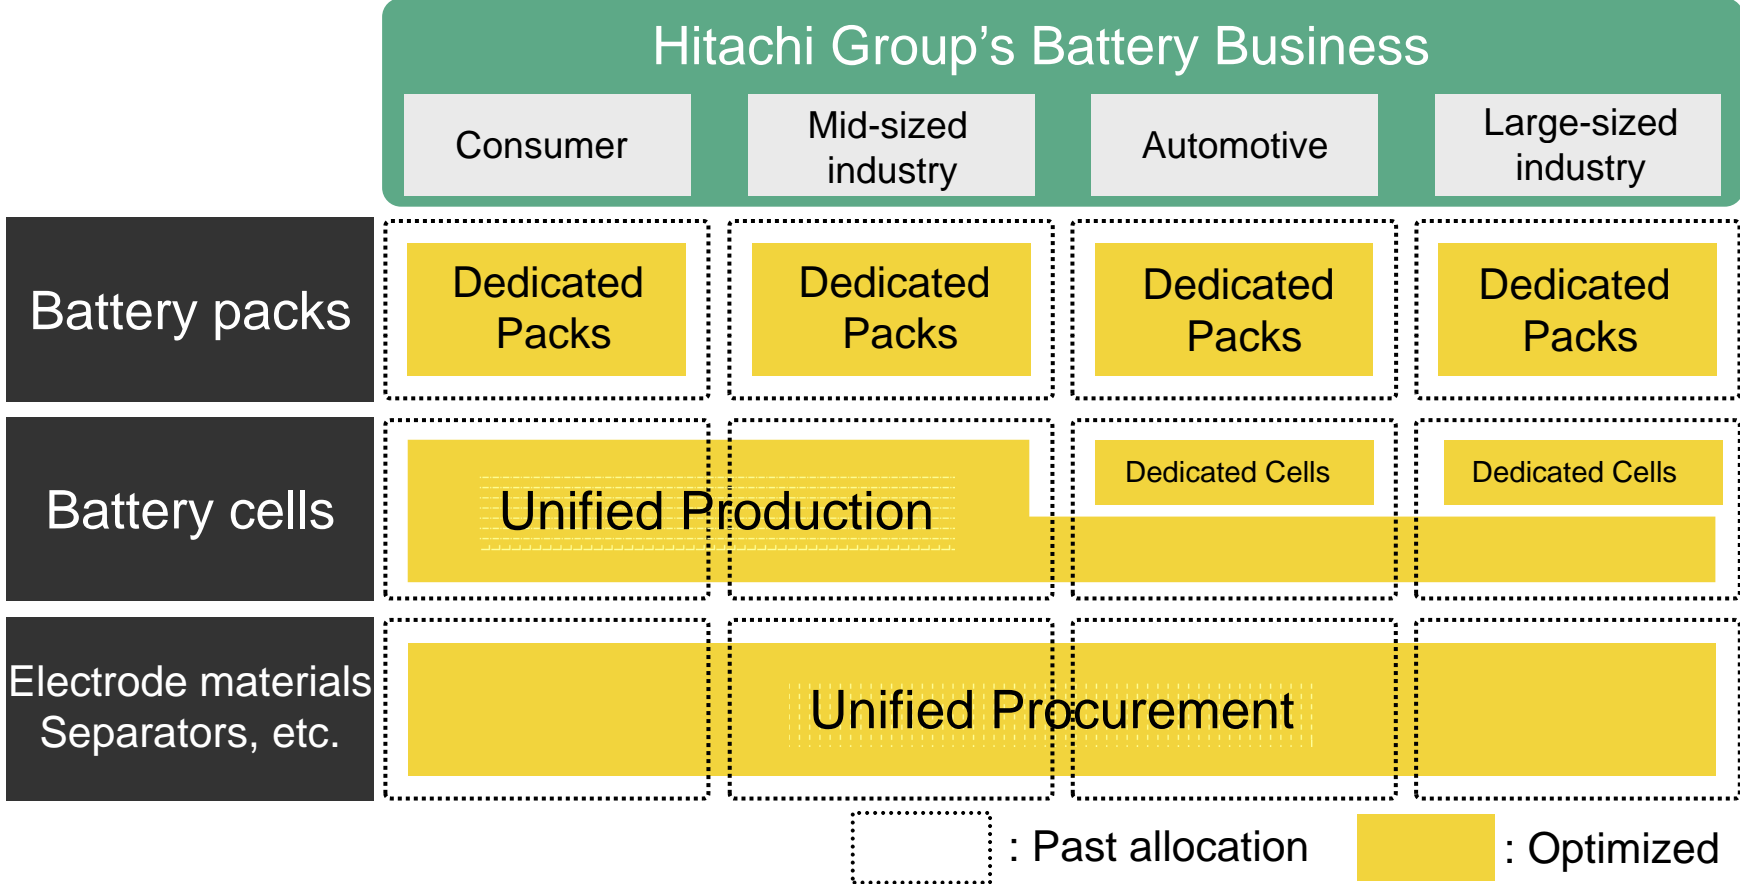 Hitachi Group’s Battery Business
Consumer
Mid-sized
industry
Automotive
Large-sized
industry
Battery packs
Dedicated
Packs
Dedicated
Packs
Dedicated
Packs
Dedicated
Packs
Battery cells
Unified Production
Dedicated Cells
Dedicated Cells
Electrode materials
Separators, etc.
Unified Procurement
: Past allocation
: Optimized